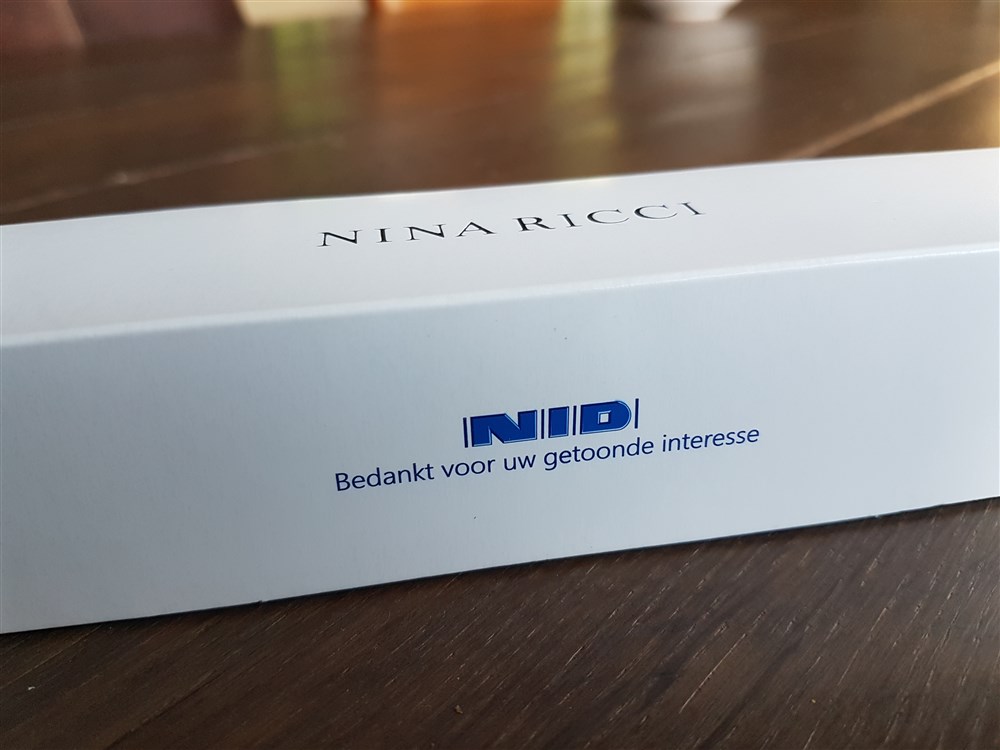 NINA RICCI
NID
Bedankt voor uw getoonde interesse